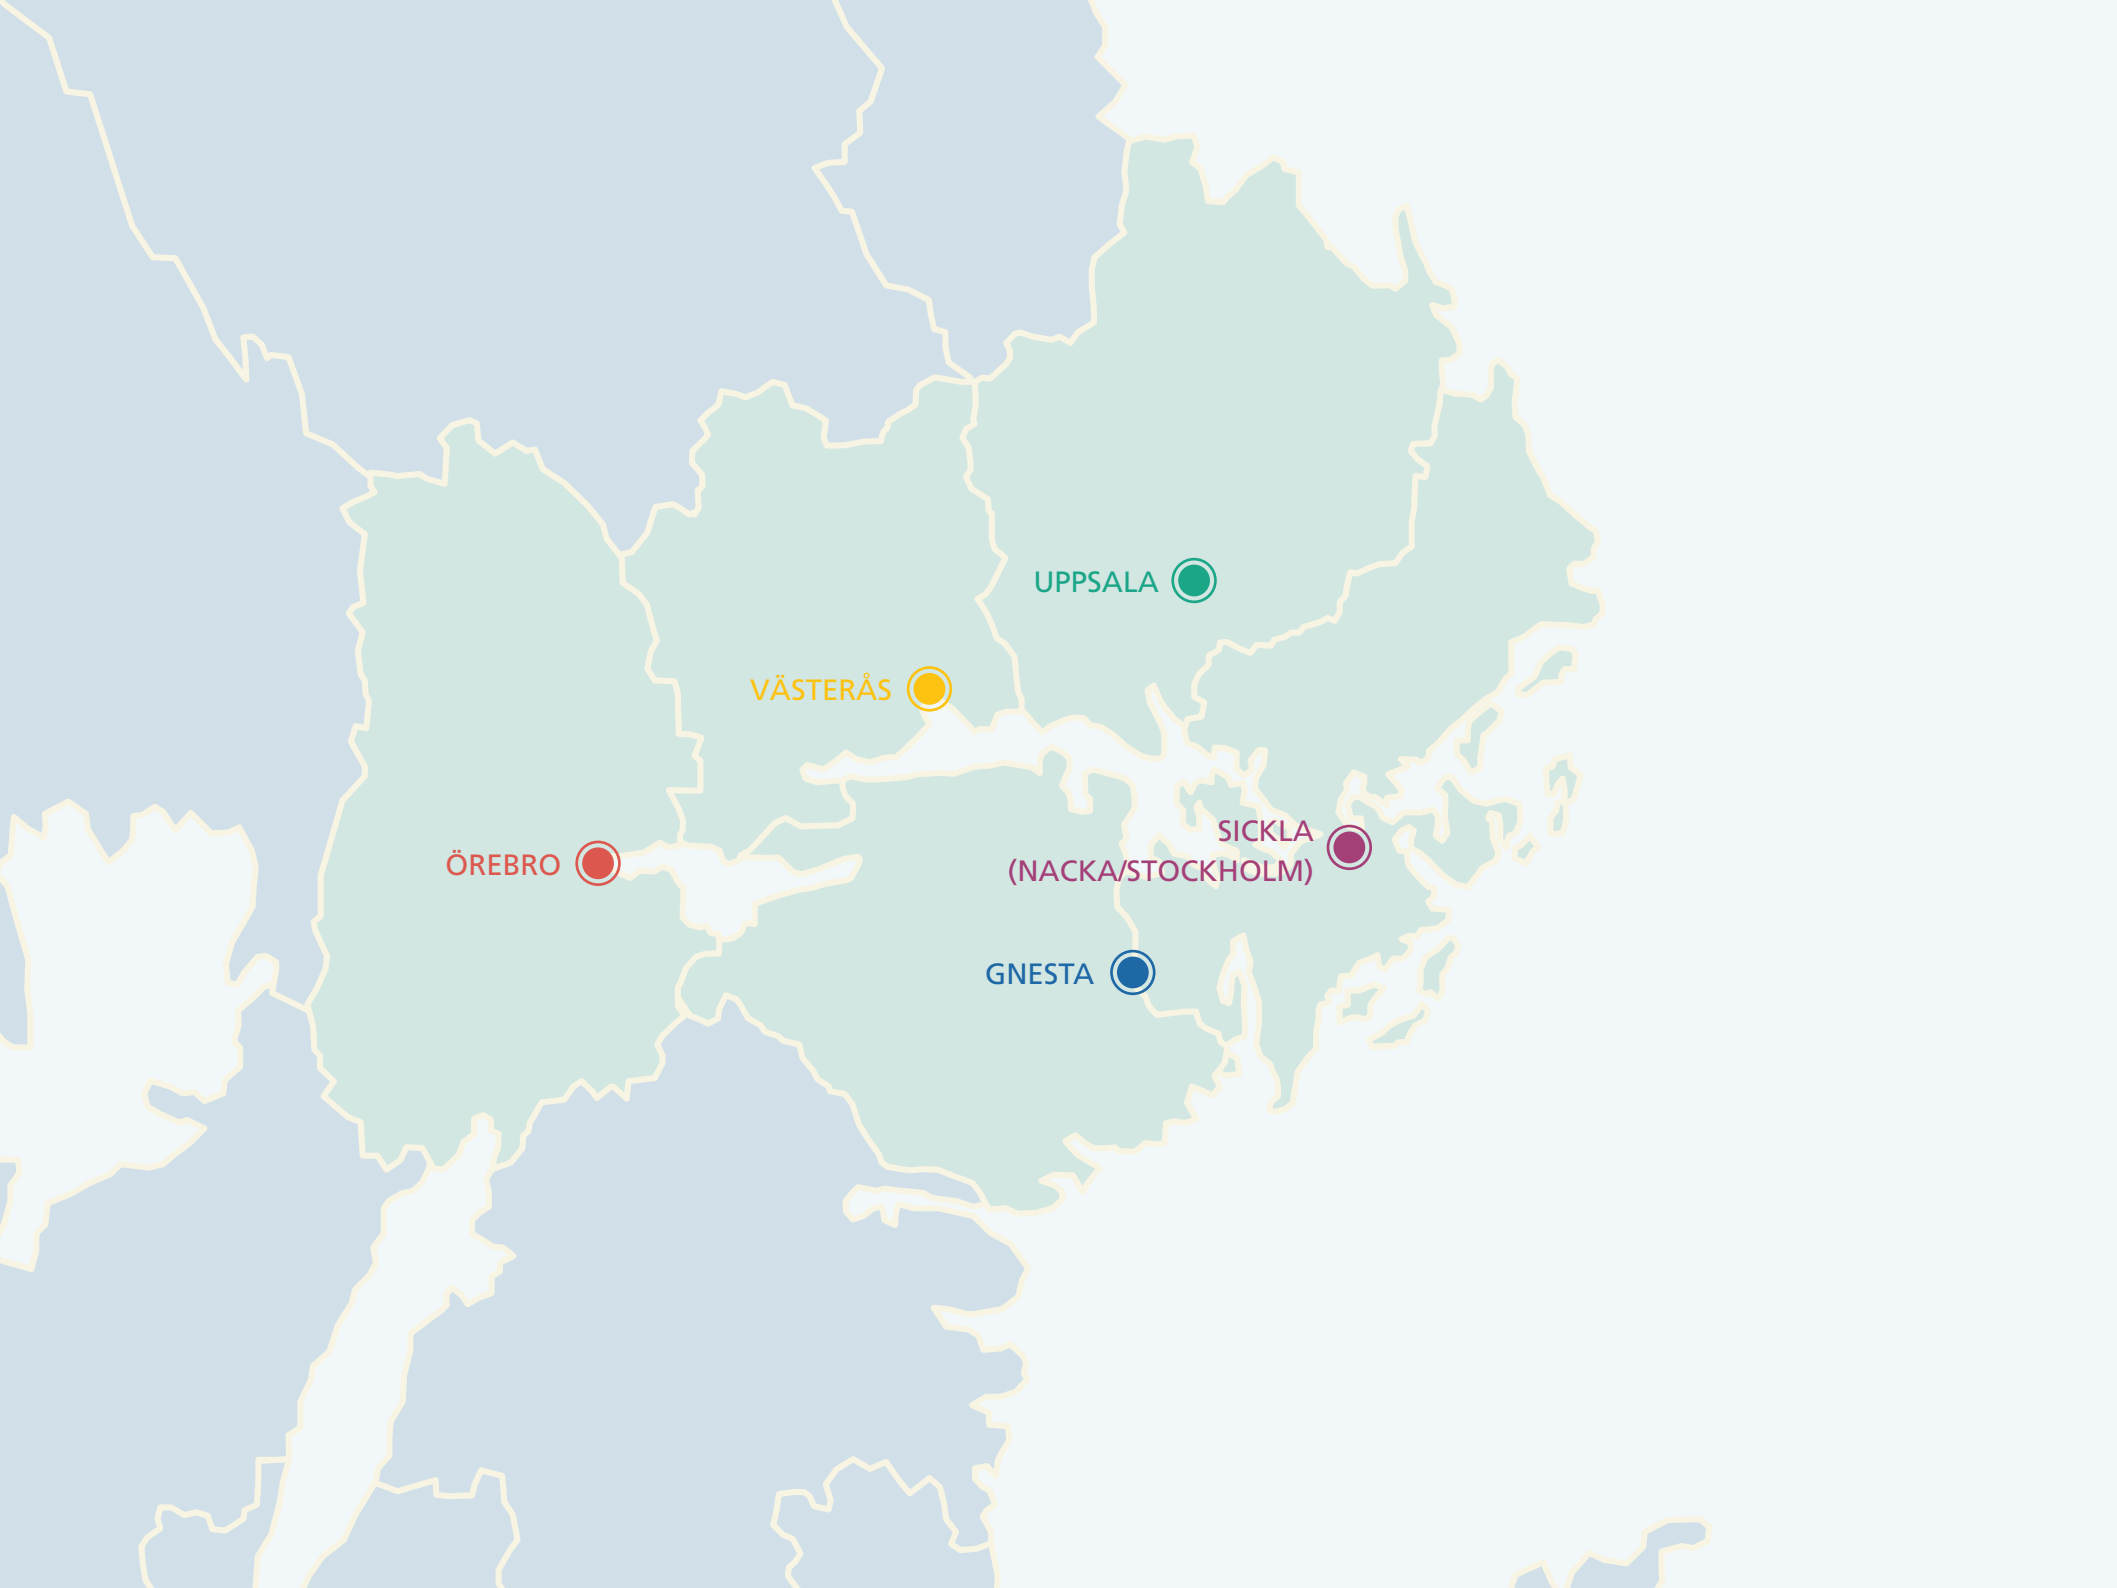 UPPSALA
VÄSTERÅS
SICKLA
(NACKA/STOCKHOLM)
ÖREBRO
GNESTA